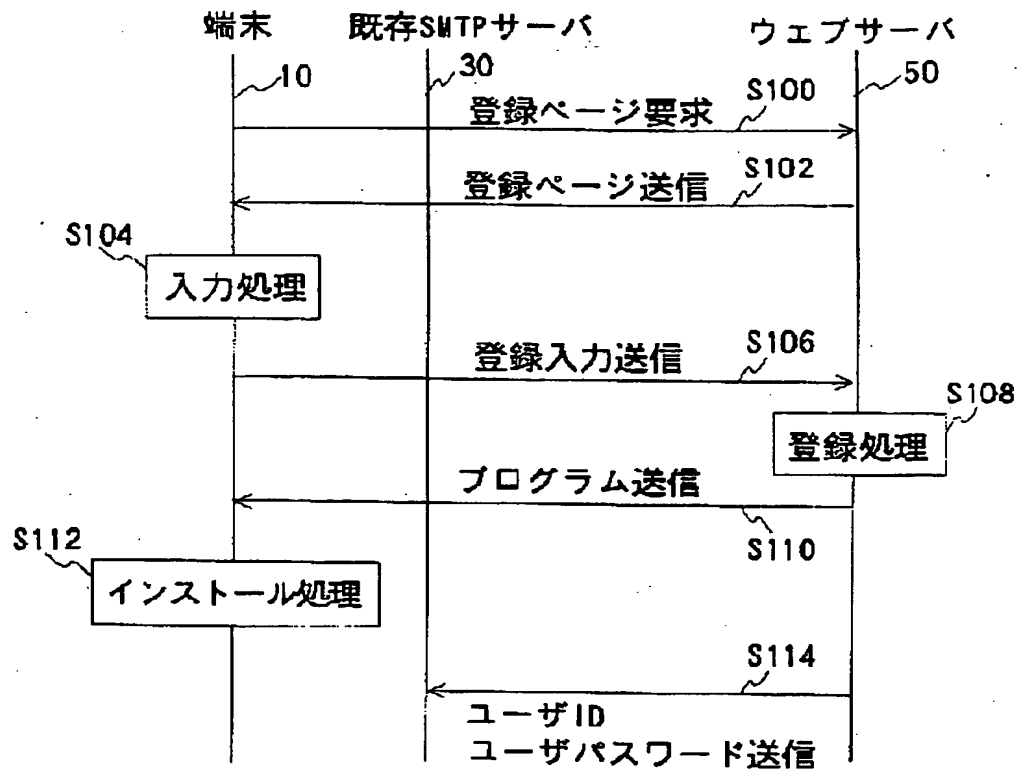 端末
既存SMTPサーバ
ウェブサーバ
10
30
50
S100
登録ページ要求
S102
登録ページ送信
S104
入力処理
S106
登録入力送信
S108
登録処理
プログラム送信
S110
S112
インストール処理
S114
ユーザID
ユーザパスワード送信